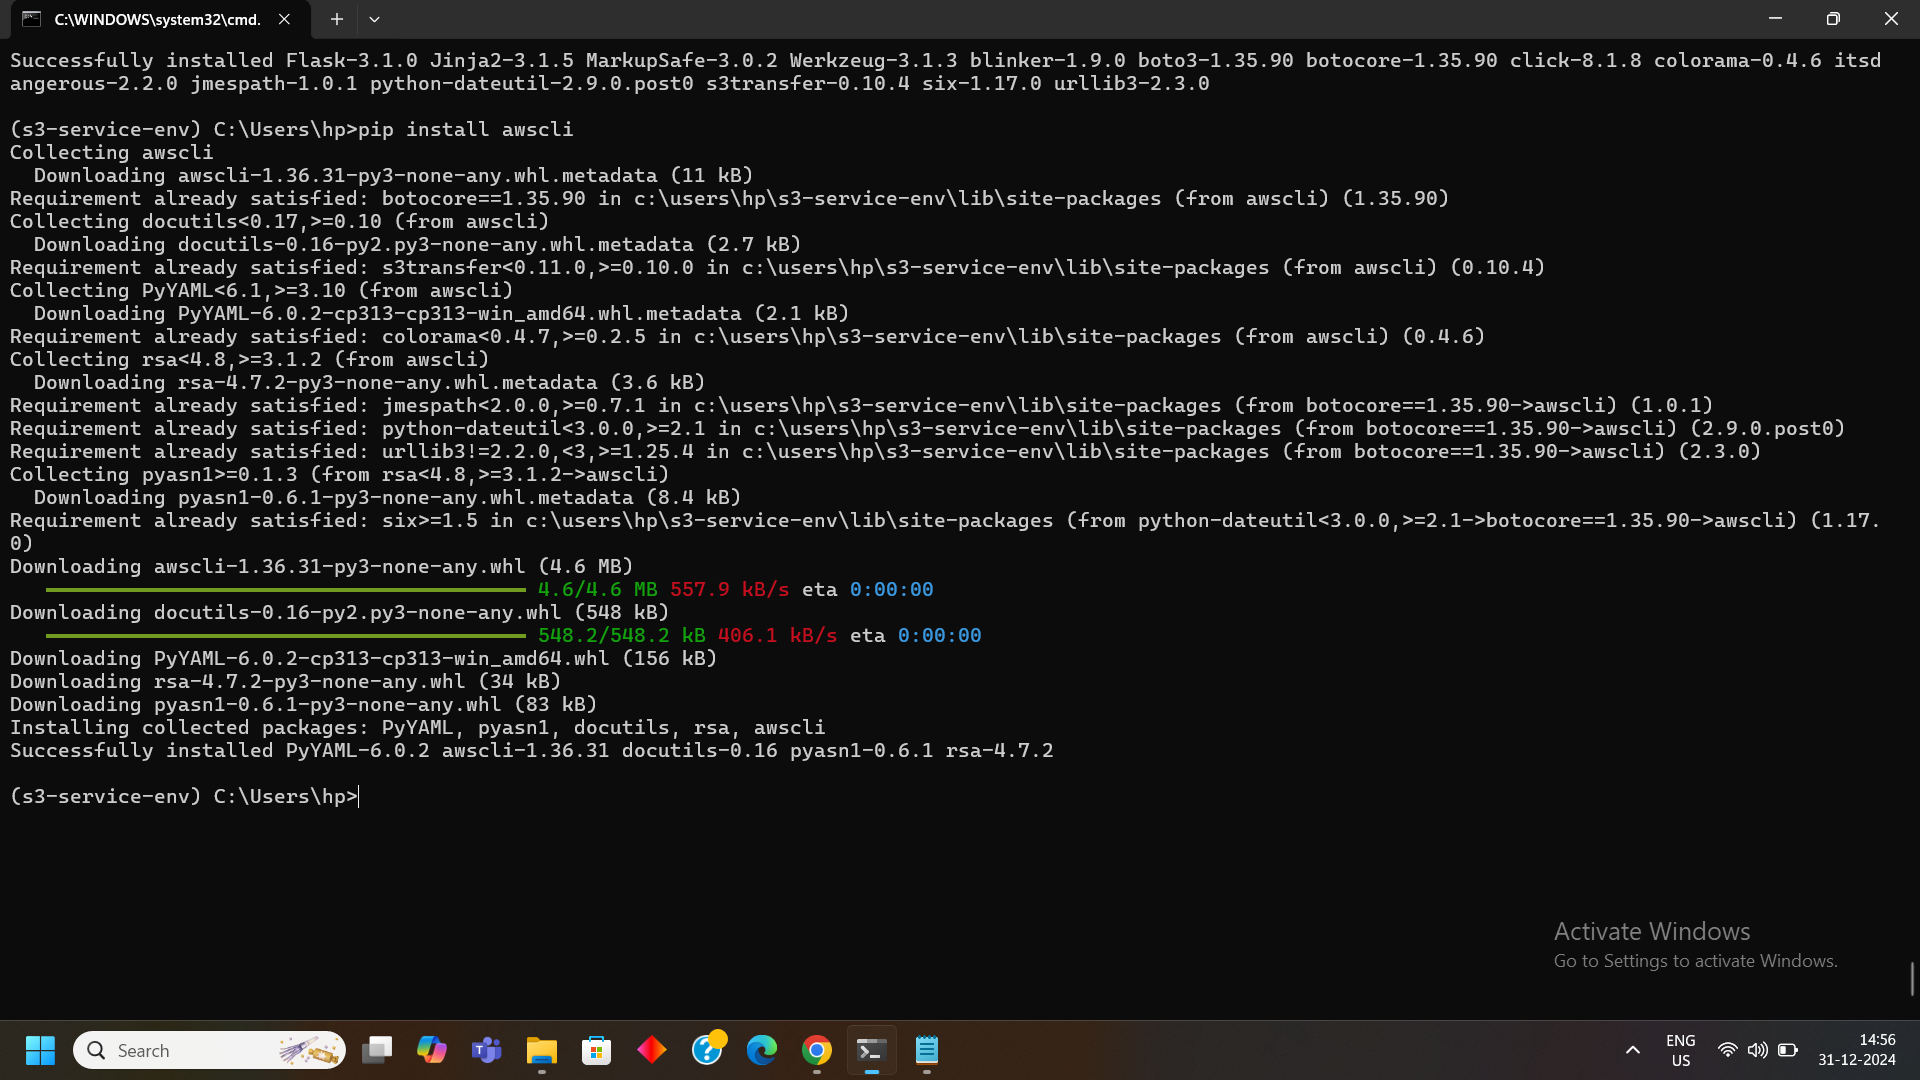 C:\WINDOWS\system32\cmd.
Successfully installed Flask-3.1.0 Jinja2-3.1.5 MarkupSafe-3.0.2 Werkzeug-3.1.3 blinker-1.9.0 boto3-1.35.90 botocore-1.35.90 click-8.1.8 colorama-0.4.6 itsd
angerous-2.2.0 jmespath-1.0.1 python-dateutil-2.9.0.post0 s3transfer-0.10.4 six-1.17.0 urllib3-2.3.0
(s3-service-env) C:\Users\hp>pip install awscli
Collecting awscli
Downloading awscli-1.36.31-py3-none-any.whl.metadata (11 kB)
Requirement already satisfied: botocore==1.35.90 in c:\users\hp\s3-service-env\lib\site-packages (from awscli) (1.35.90)
Collecting docutils<0.17,>=0.10 (from awscli)
Downloading docutils-0.16-py2.py3-none-any.whl.metadata (2.7 kB)
Requirement already satisfied: s3transfer<0.11.0,>=0.10.0 in c:\users\hp\s3-service-env\lib\site-packages (from awscli) (0.10.4)
Collecting PyYAML<6.1,>=3.10 (from awscli)
Downloading PyYAML-6.0.2-cp313-cp313-win_amd64.whl.metadata (2.1 kB)
Requirement already satisfied: colorama<0.4.7,>=0.2.5 in c:\users\hp\s3-service-env\lib\site-packages (from awscli) (0.4.6)
Collecting rsa<4.8,>=3.1.2 (from awscli)
Downloading rsa-4.7.2-py3-none-any.whl.metadata (3.6 kB)
Requirement already satisfied: jmespath<2.0.0,>=0.7.1 in c:\users\hp\s3-service-env\lib\site-packages (from botocore==1.35.90->awscli) (1.0.1)
Requirement already satisfied: python-dateutil<3.0.0,>=2.1 in c:\users\hp\s3-service-env\lib\site-packages (from botocore==1.35.90->awscli) (2.9.0.post0)
Requirement already satisfied: urllib3!=2.2.0,<3,>=1.25.4 in c:\users\hp\s3-service-env\lib\site-packages (from botocore==1.35.90->awscli) (2.3.0)
Collecting pyasn1>=0.1.3 (from rsa<4.8,>=3.1.2->awscli)
Downloading pyasn1-0.6.1-py3-none-any.whl.metadata (8.4 kB)
Requirement already satisfied: six>=1.5 in c:\users\hp\s3-service-env\lib\site-packages (from python-dateutil<3.0.0,>=2.1->botocore==1.35.90->awscli) (1.17.
0)
Downloading awscli-1.36.31-py3-none-any.whl (4.6 MB)
4.6/4.6 MB 557.9 kB/s eta 0:00:00
Downloading docutils-0.16-py2.py3-none-any.whl (548 kB)
548.2/548.2 kB 406.1 kB/s eta 0:00:00
Downloading PyYAML-6.0.2-cp313-cp313-win_amd64.whl (156 kB)
Downloading rsa-4.7.2-py3-none-any.whl (34 kB)
Downloading pyasn1-0.6.1-py3-none-any.whl (83 kB)
Installing collected packages: PyYAML, pyasn1, docutils, rsa, awscli
Successfully installed PyYAML-6.0.2 awscli-1.36.31 docutils-0.16 pyasn1-0.6.1 rsa-4.7.2
(s3-service-env) C:\Users\hp>
Activate Windows
Go to Settings to activate Windows.
Search
ENG
US
14:56
31-12-2024